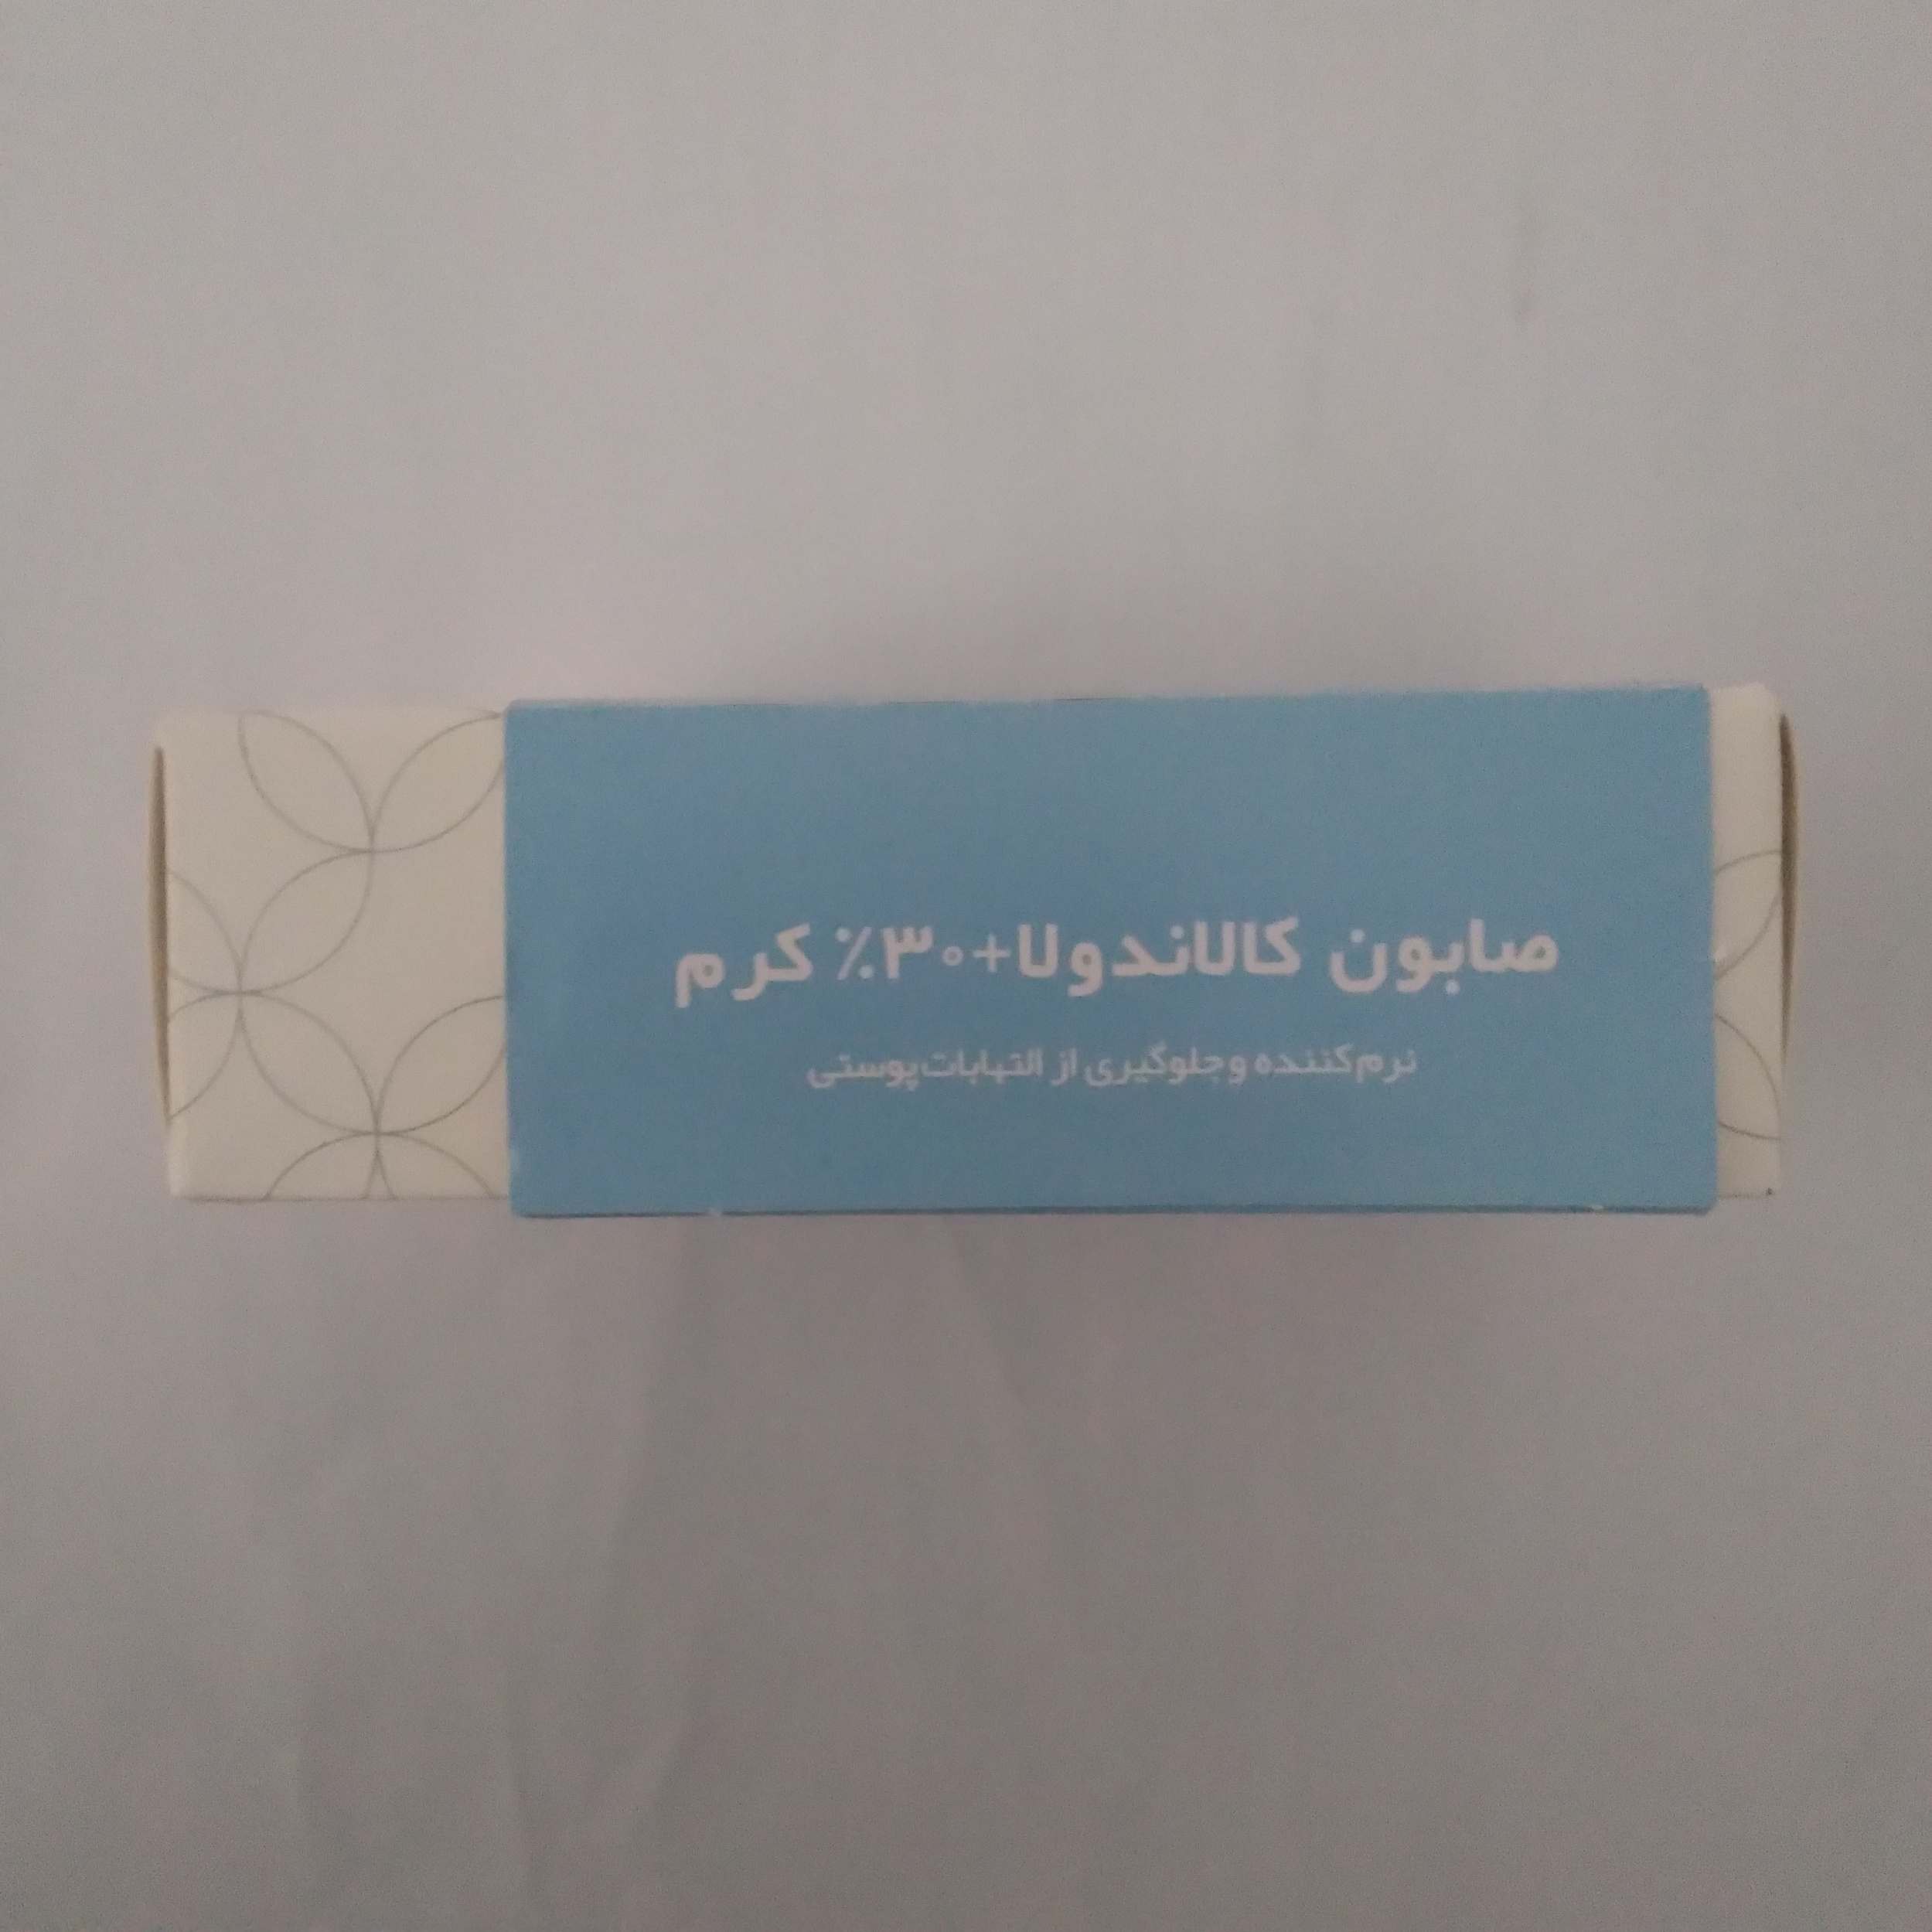 صابون کالاندولا+۳۰٪ کرم
نرم‌کننده و جلوگیری از التهابات پوستی